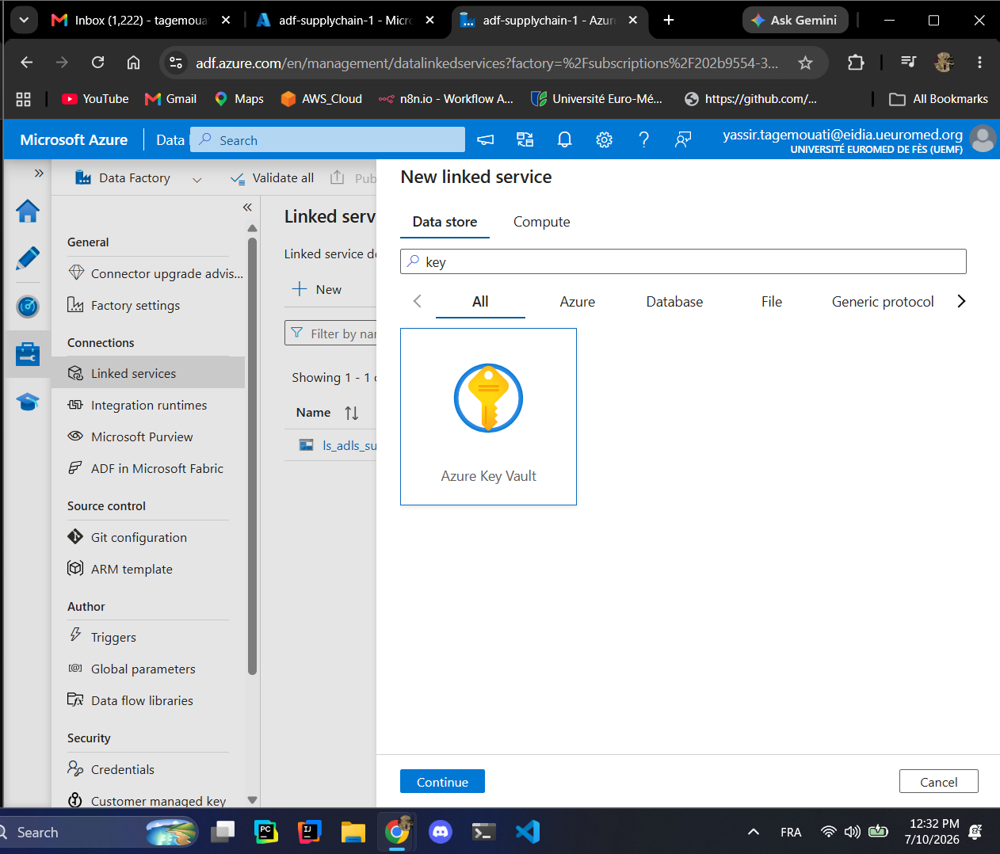 Inbox (1,222) - tagemoua
adf-supplychain-1 - Micro
adf-supplychain-1 - Azure
Ask Gemini
adf.azure.com/en/management/datalinkedservices?factory=%2Fsubscriptions%2F202b9554-3...
YouTube
Gmail
Maps
AWS_Cloud
n8n.io - Workflow A...
Université Euro-Mé...
https://github.com/...
All Bookmarks
Microsoft Azure
Data
Search
yassir.tagemouati@eidia.ueuromed.org
UNIVERSITÉ EUROMED DE FÈS (UEMF)
Data Factory
Validate all
Pub
General
Connector upgrade advis...
Factory settings
Connections
Linked services
Integration runtimes
Microsoft Purview
ADF in Microsoft Fabric
Source control
Git configuration
ARM template
Author
Triggers
Global parameters
Data flow libraries
Security
Credentials
Customer managed key
Linked serv
Linked service de
New
Filter by nam
Showing 1 - 1 o
Name
ls_adls_su
New linked service
Data store
Compute
key
All
Azure
Database
File
Generic protocol
Azure Key Vault
Continue
Cancel
Search
FRA
12:32 PM
7/10/2026